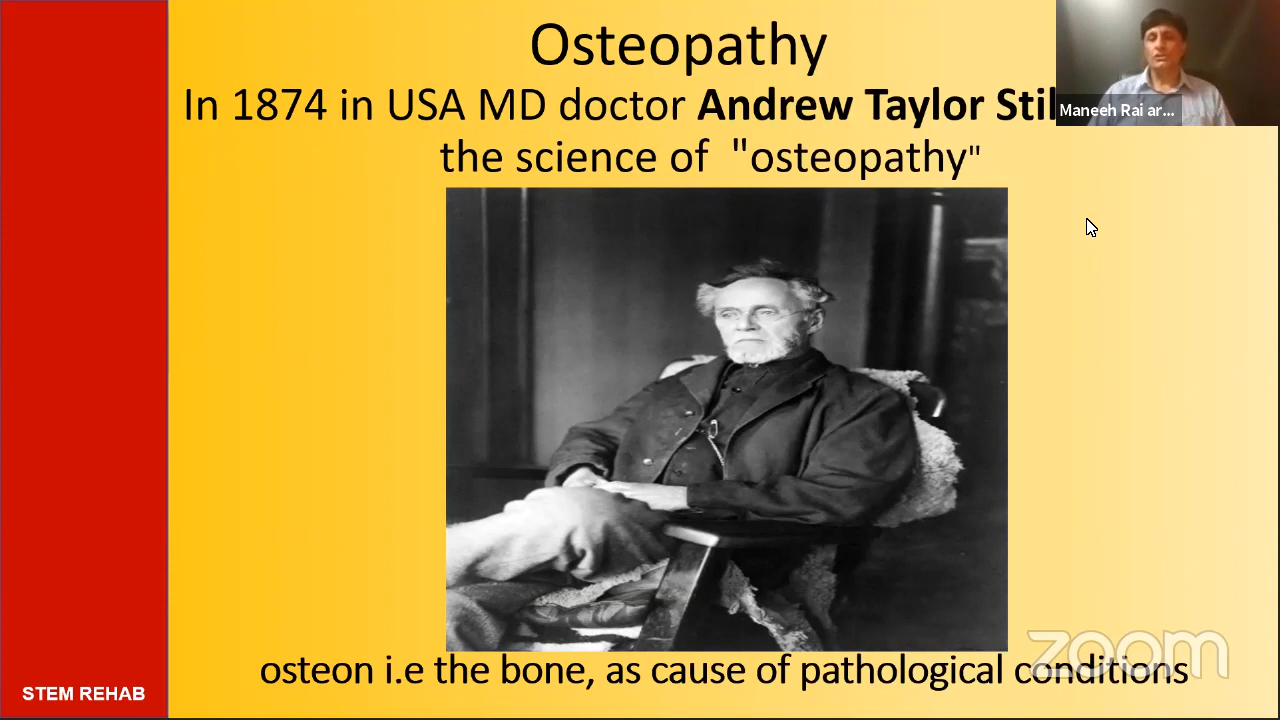 Osteopathy
In 1874 in USA MD doctor Andrew Taylor Stil
the science of "osteopathy"
Maneeh Rai ar...
osteon i.e the bone, as cause of pathological conditions
zoom
STEM REHAB